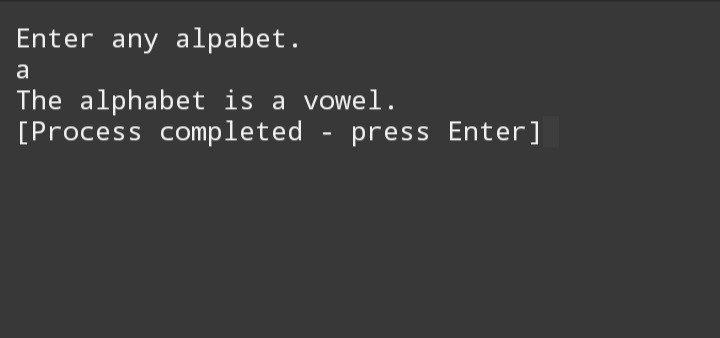 Enter any alpabet.
a
The alphabet is a vowel.
[Process completed - press Enter]